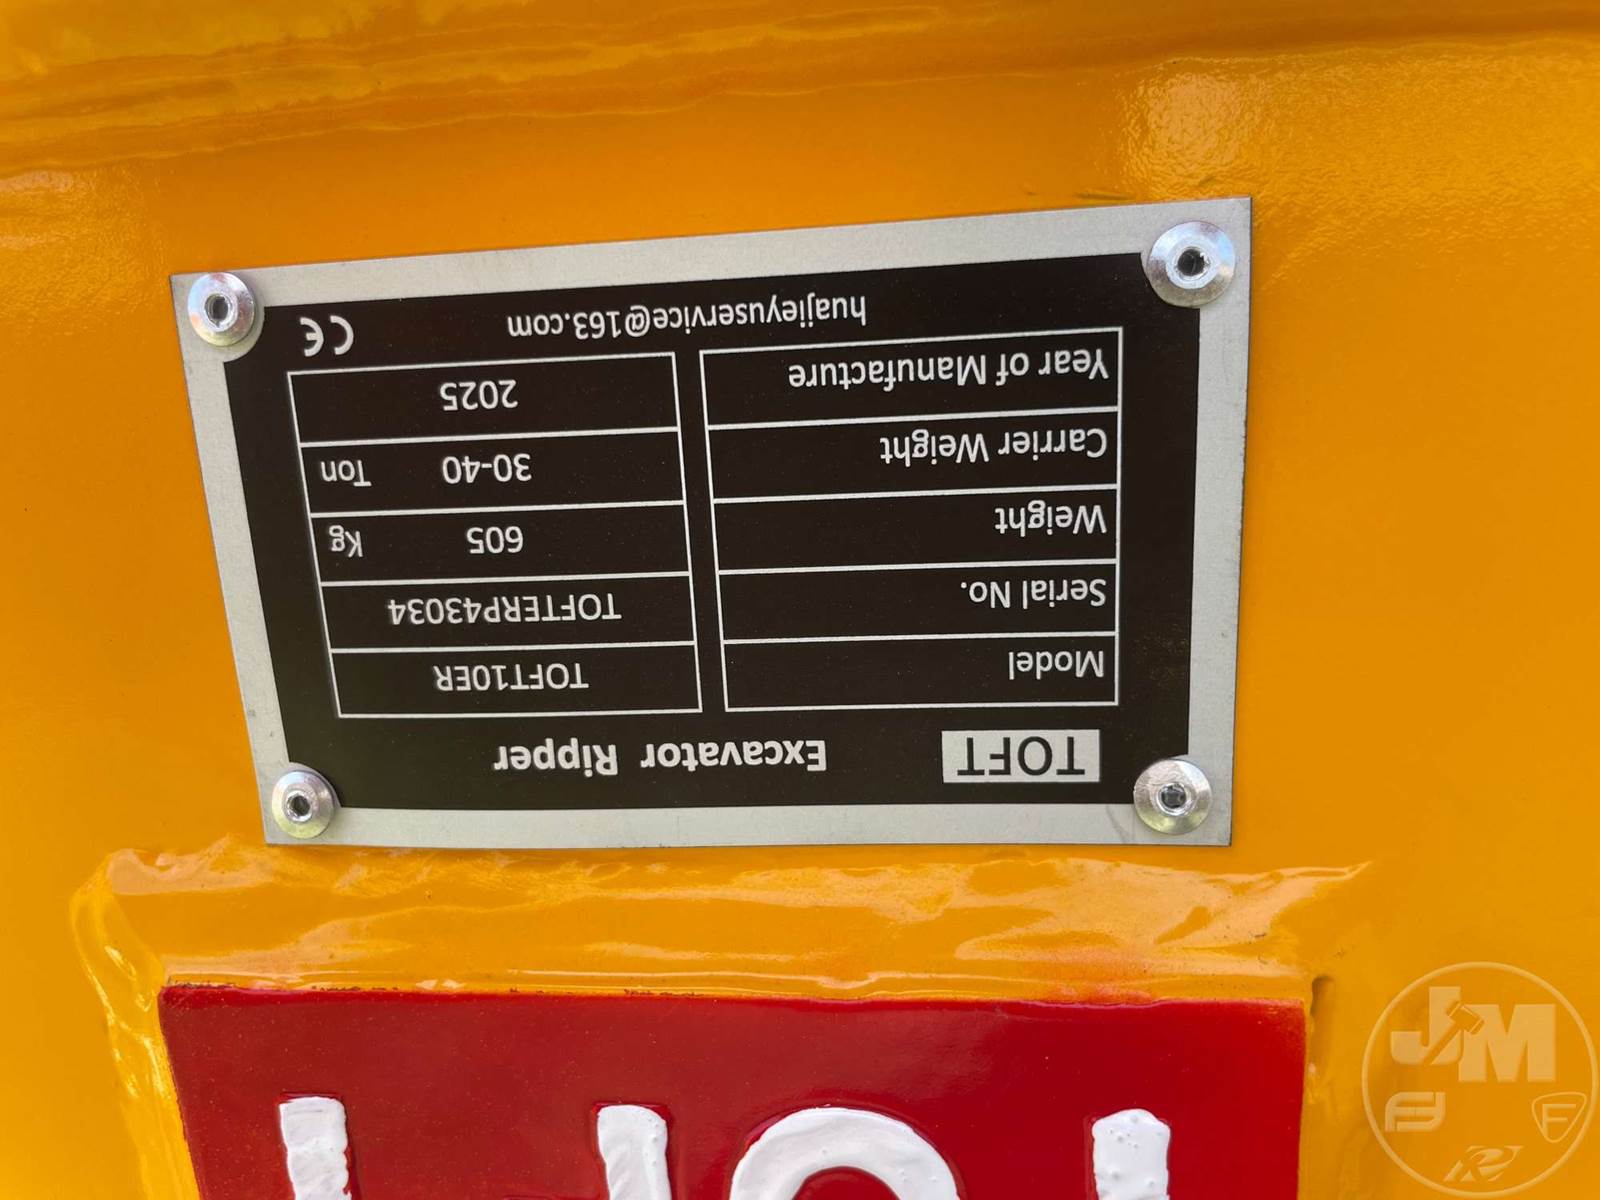 TOFT Excavator Ripper
Model TOFT10ER
Serial No. TOFTERP43034
Weight 605 Kg
Carrier Weight 30-40 Ton
Year of Manufacture 2025
huajieyuservice@163.com CE
JM